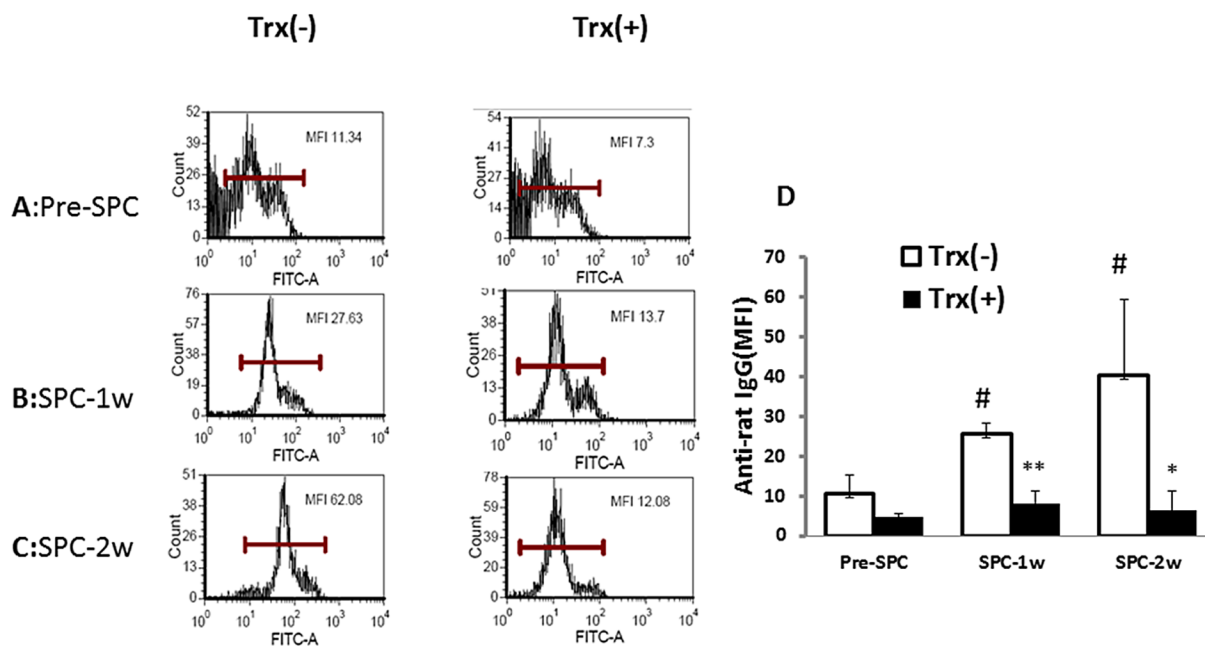 Trx(-) Trx(+)
A:Pre-SPC
52
39
26
13
0
Count
MFI 11.34
10^0 10^1 10^2 10^3 10^4
FITC-A
54
41
27
14
0
Count
MFI 7.3
10^0 10^1 10^2 10^3 10^4
FITC-A
B:SPC-1w
76
57
38
19
0
Count
MFI 27.63
10^0 10^1 10^2 10^3 10^4
FITC-A
51
38
26
13
0
Count
MFI 13.7
10^0 10^1 10^2 10^3 10^4
FITC-A
C:SPC-2w
51
38
26
13
0
Count
MFI 62.08
10^0 10^1 10^2 10^3 10^4
FITC-A
78
59
39
20
0
Count
MFI 12.08
10^0 10^1 10^2 10^3 10^4
FITC-A
D
Anti-rat IgG(MFI)
70
60
50
40
30
20
10
0
Trx(-)
Trx(+)
#
#
**
*
Pre-SPC SPC-1w SPC-2w